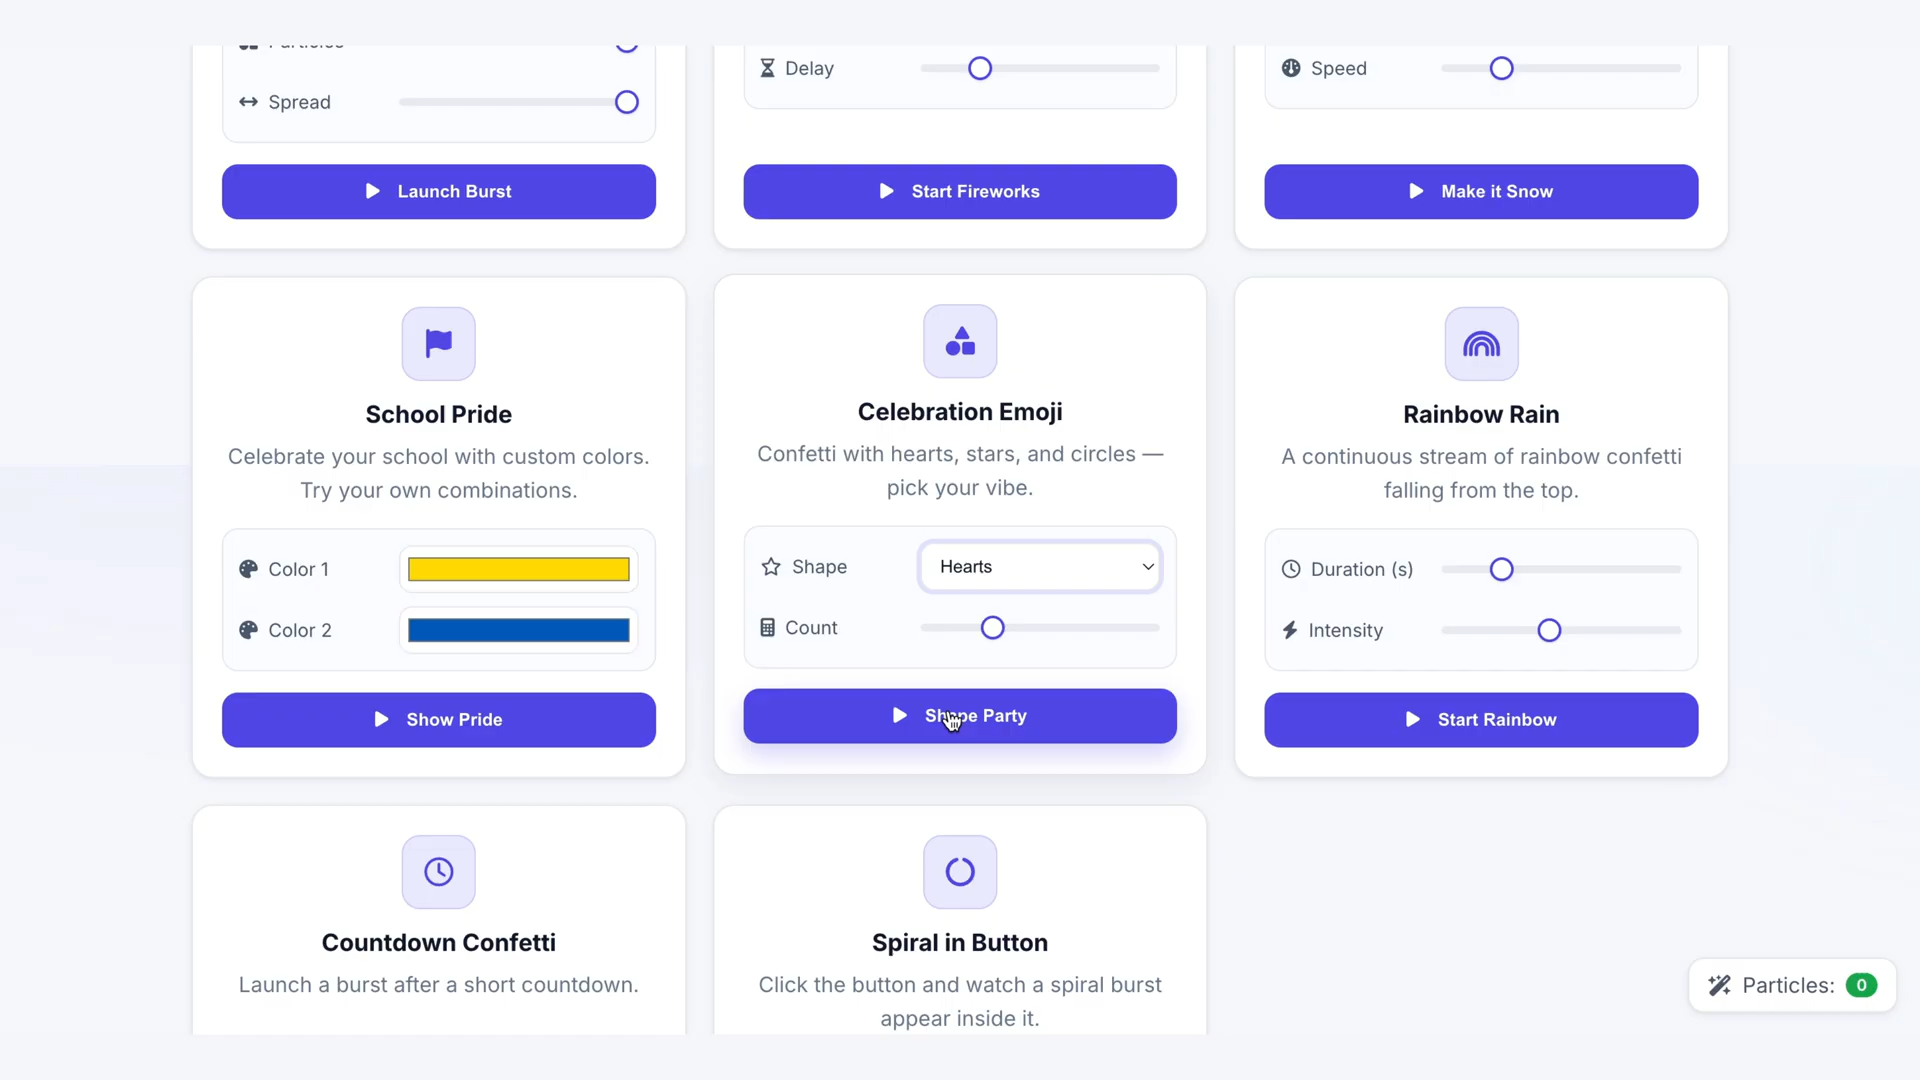 Particles
Delay
Speed
Spread
Launch Burst
Start Fireworks
Make it Snow
School Pride
Celebrate your school with custom colors.
Try your own combinations.
Color 1
Color 2
Show Pride
Celebration Emoji
Confetti with hearts, stars, and circles —
pick your vibe.
Shape
Hearts
Count
Shape Party
Rainbow Rain
A continuous stream of rainbow confetti
falling from the top.
Duration (s)
Intensity
Start Rainbow
Countdown Confetti
Launch a burst after a short countdown.
Spiral in Button
Click the button and watch a spiral burst
appear inside it.
Particles: 0